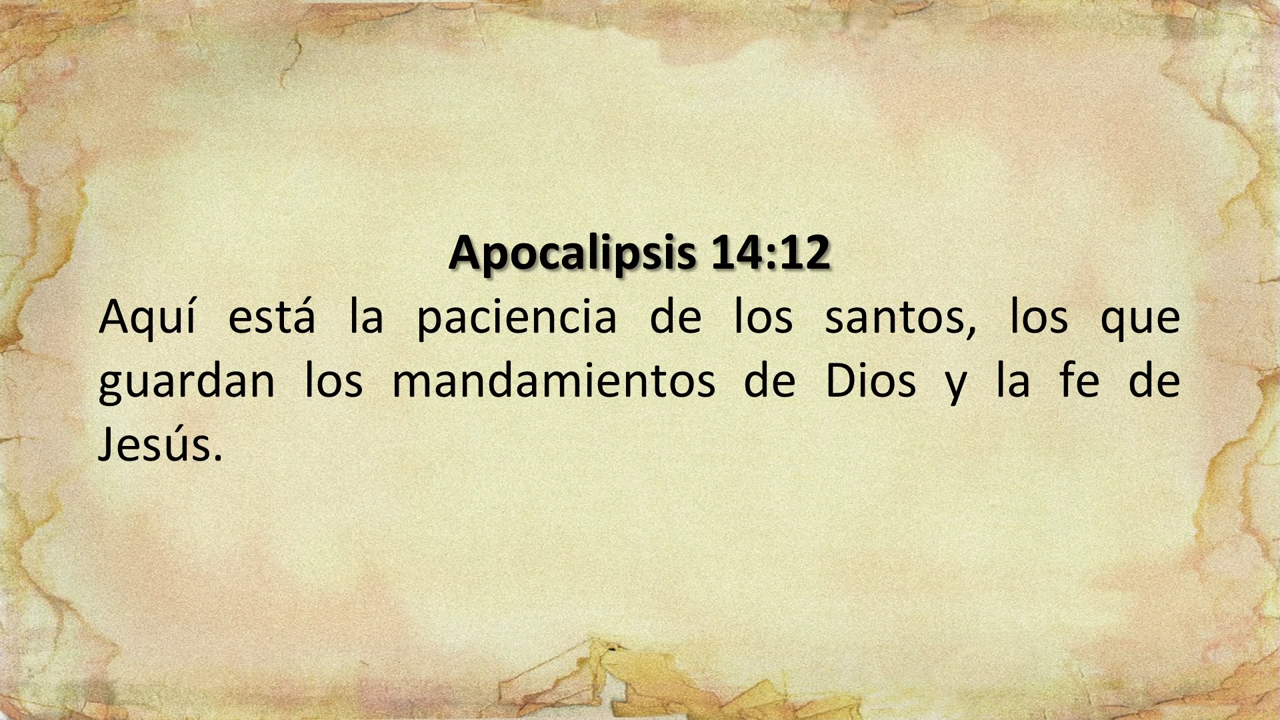 Apocalipsis 14:12
Aquí está la paciencia de los santos, los que
guardan los mandamientos de Dios y la fe de
Jesús.